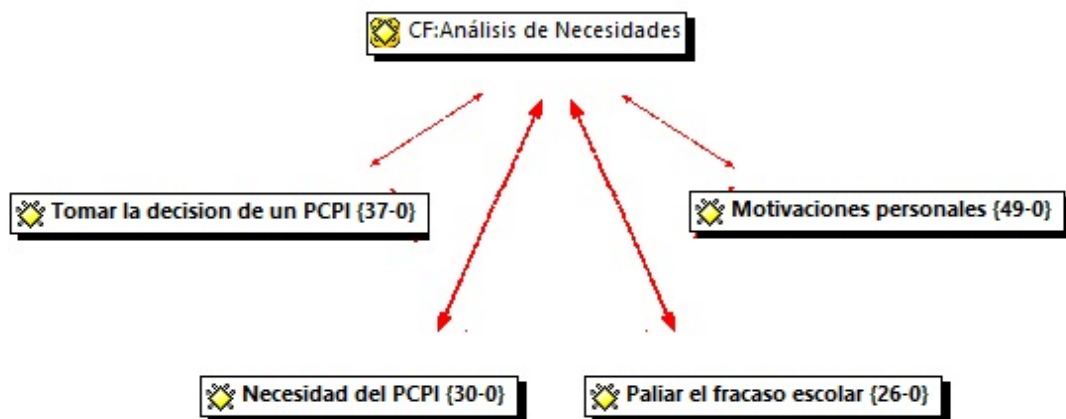 CF:Análisis de Necesidades
Tomar la decision de un PCPI {37-0}
Motivaciones personales {49-0}
Necesidad del PCPI {30-0}
Paliar el fracaso escolar {26-0}